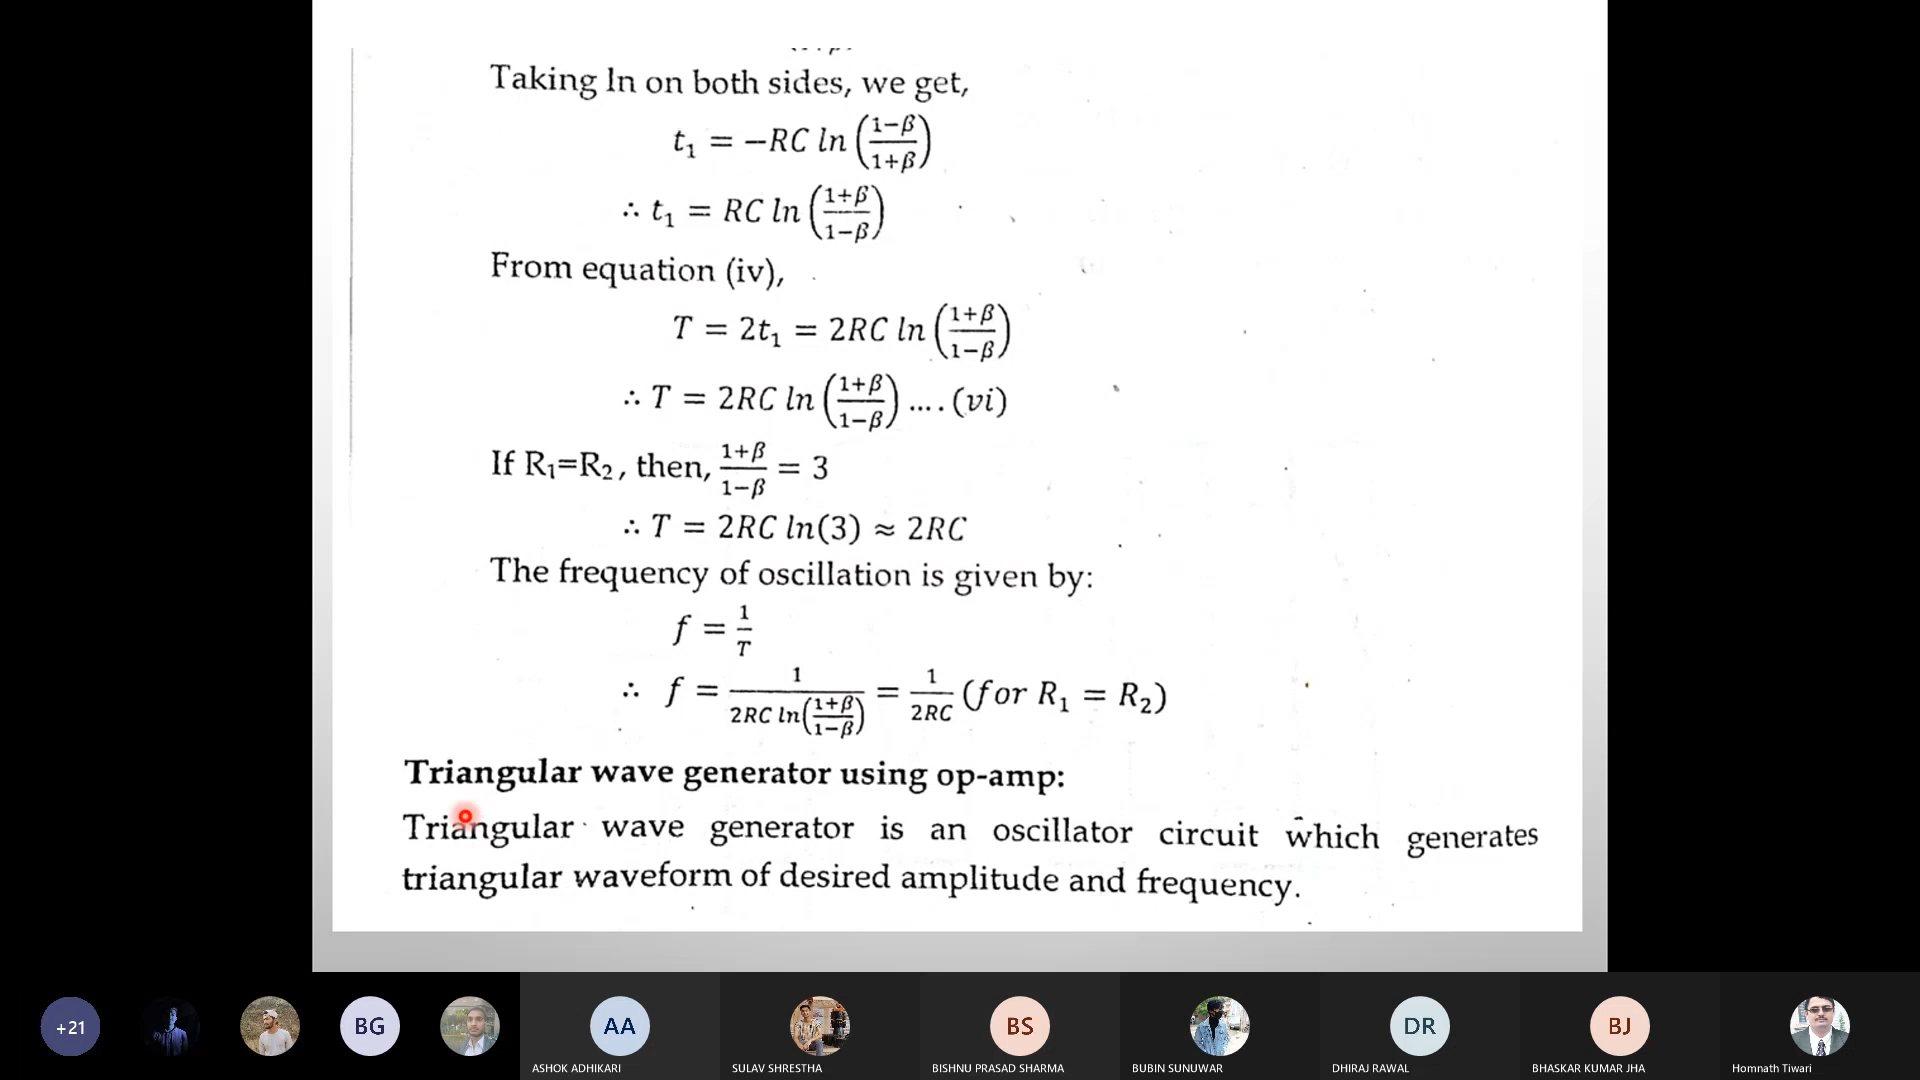 Taking ln on both sides, we get,
t₁ = −RC ln ((1−β)/(1+β))
∴ t₁ = RC ln ((1+β)/(1−β))
From equation (iv),
T = 2t₁ = 2RC ln ((1+β)/(1−β))
∴ T = 2RC ln ((1+β)/(1−β)) .... (vi)
If R₁=R₂, then, (1+β)/(1−β) = 3
∴ T = 2RC ln(3) ≈ 2RC
The frequency of oscillation is given by:
f = 1/T
∴ f = 1/(2RC ln((1+β)/(1−β))) = 1/(2RC) (for R₁ = R₂)
Triangular wave generator using op-amp:
Triangular wave generator is an oscillator circuit which generates
triangular waveform of desired amplitude and frequency.
+21 BG AA BS DR BJ
ASHOK ADHIKARI SULAV SHRESTHA BISHNU PRASAD SHARMA BUBIN SUNUWAR DHIRAJ RAWAL BHASKAR KUMAR JHA Homnath Tiwari